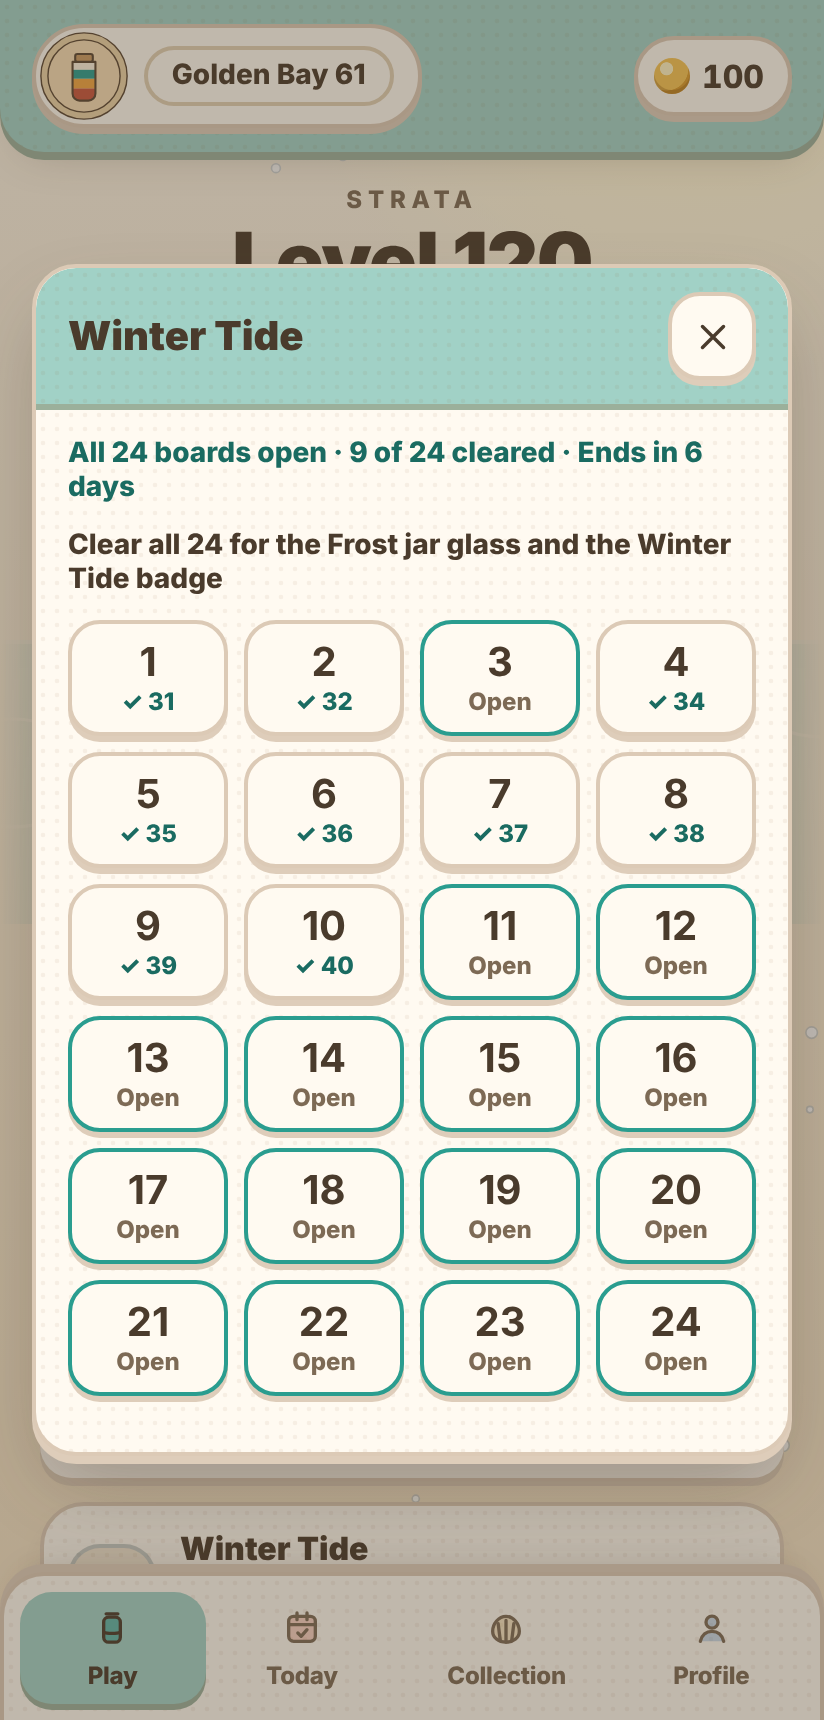 Golden Bay 61
100
STRATA
Level 120
Winter Tide
All 24 boards open · 9 of 24 cleared · Ends in 6
days
Clear all 24 for the Frost jar glass and the Winter
Tide badge
1 2 3 4
✓ 31 ✓ 32 Open ✓ 34
5 6 7 8
✓ 35 ✓ 36 ✓ 37 ✓ 38
9 10 11 12
✓ 39 ✓ 40 Open Open
13 14 15 16
Open Open Open Open
17 18 19 20
Open Open Open Open
21 22 23 24
Open Open Open Open
Winter Tide
Play Today Collection Profile